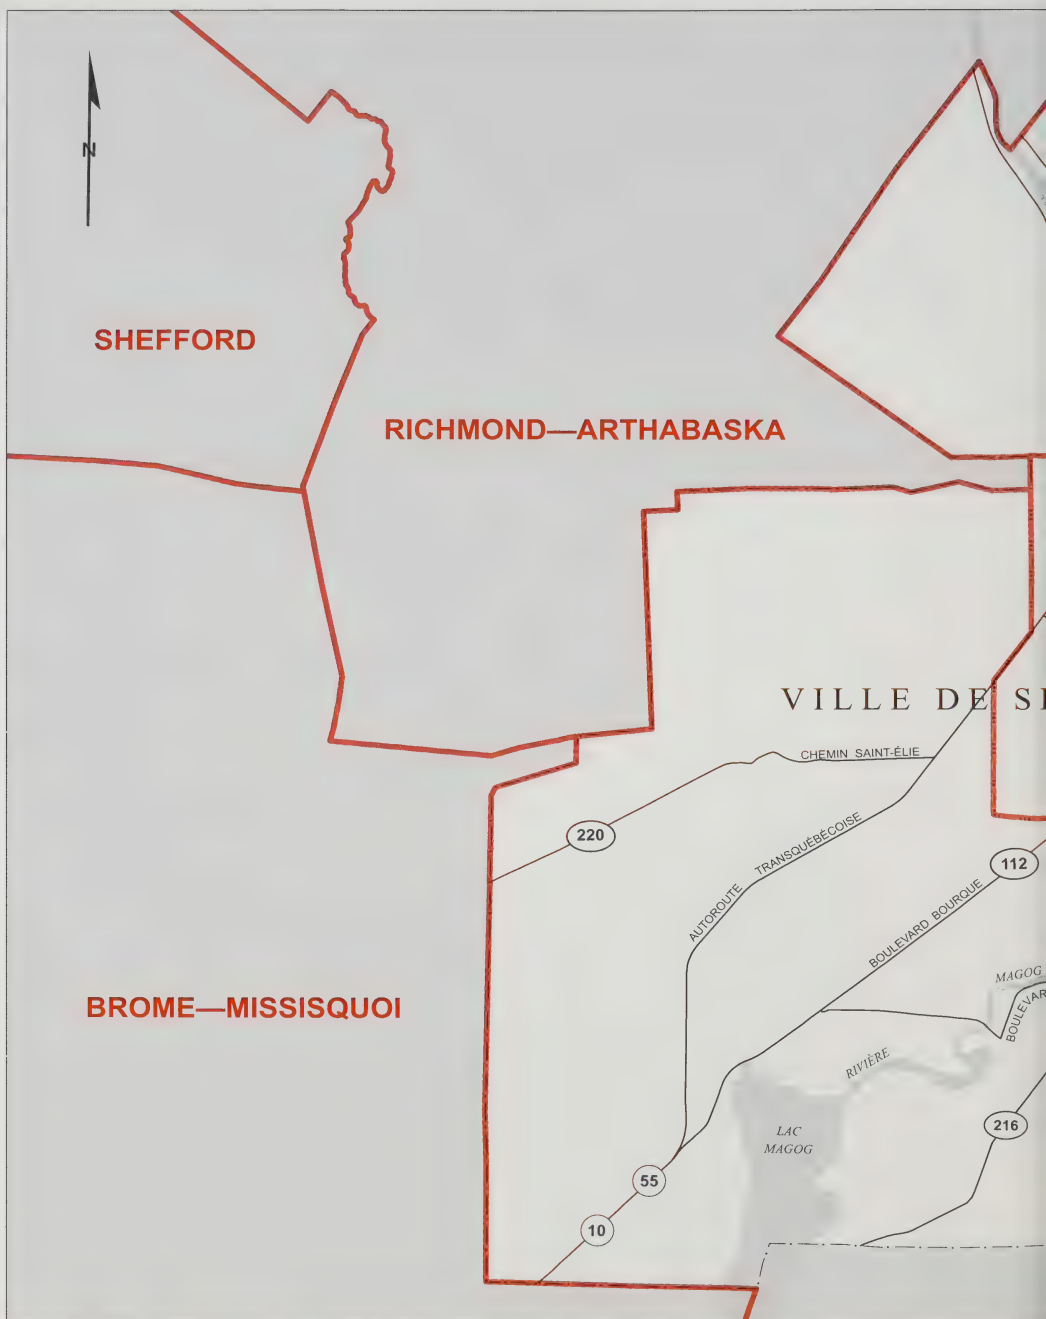 N
SHEFFORD
RICHMOND—ARTHABASKA
VILLE DE
CHEMIN SAINT-ÉLIE
220
TRANSQUÉBÉCOISE
AUTOROUTE
112
BOULEVARD BOURQUE
MAGOG
BROME—MISSISQUOI
RIVIÈRE
216
LAC
MAGOG
55
10